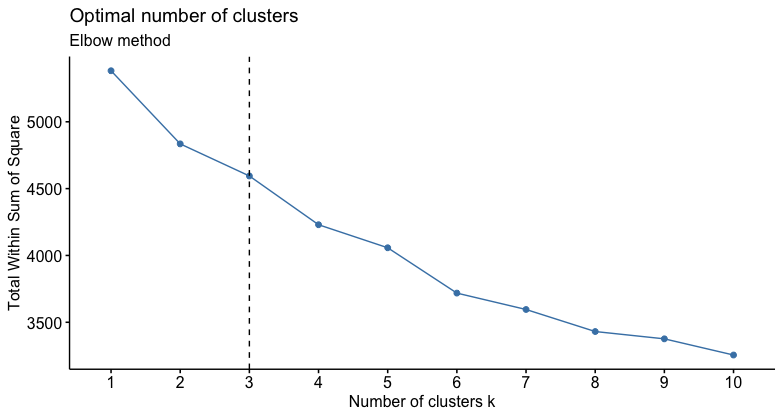 Optimal number of clusters
Elbow method
Total Within Sum of Square
5000
4500
4000
3500
1 2 3 4 5 6 7 8 9 10
Number of clusters k